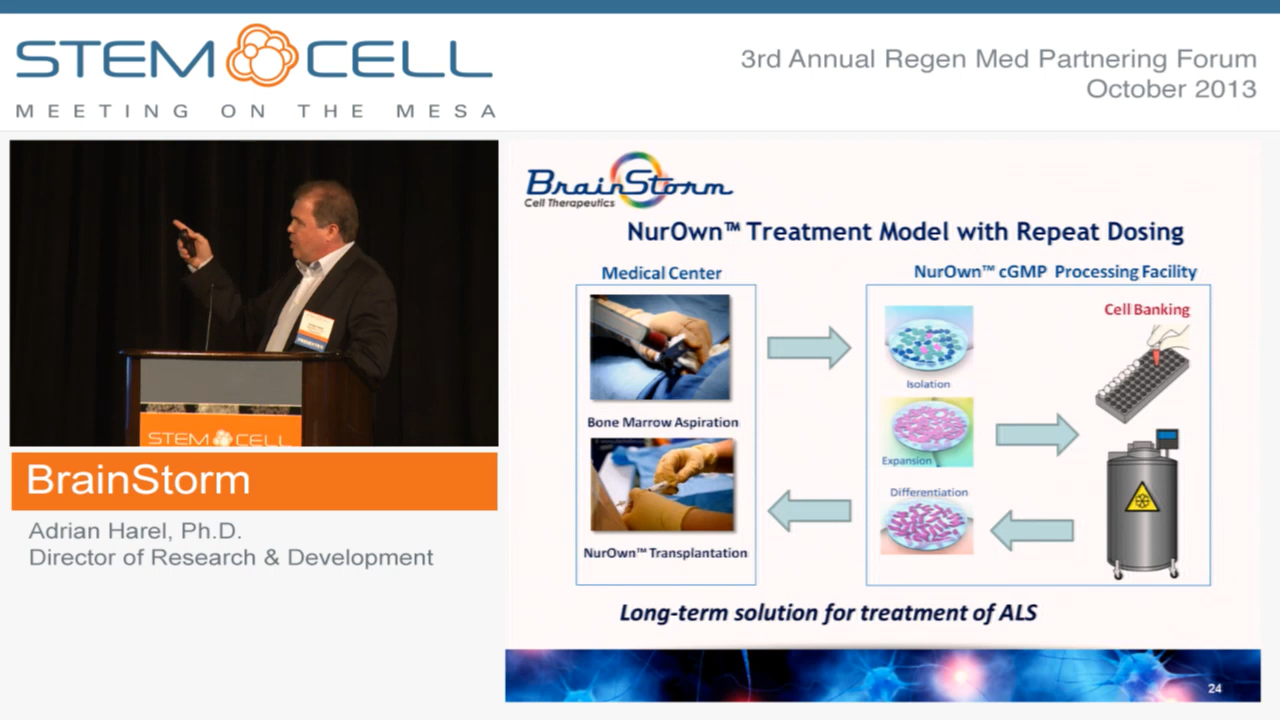 STEM CELL
MEETING ON THE MESA
3rd Annual Regen Med Partnering Forum
October 2013
STEM CELL
BrainStorm
Adrian Harel, Ph.D.
Director of Research & Development
BrainStorm
Cell Therapeutics
NurOwn™ Treatment Model with Repeat Dosing
Medical Center
Bone Marrow Aspiration
NurOwn™ Transplantation
NurOwn™ cGMP Processing Facility
Cell Banking
Isolation
Expansion
Differentiation
Long-term solution for treatment of ALS
24